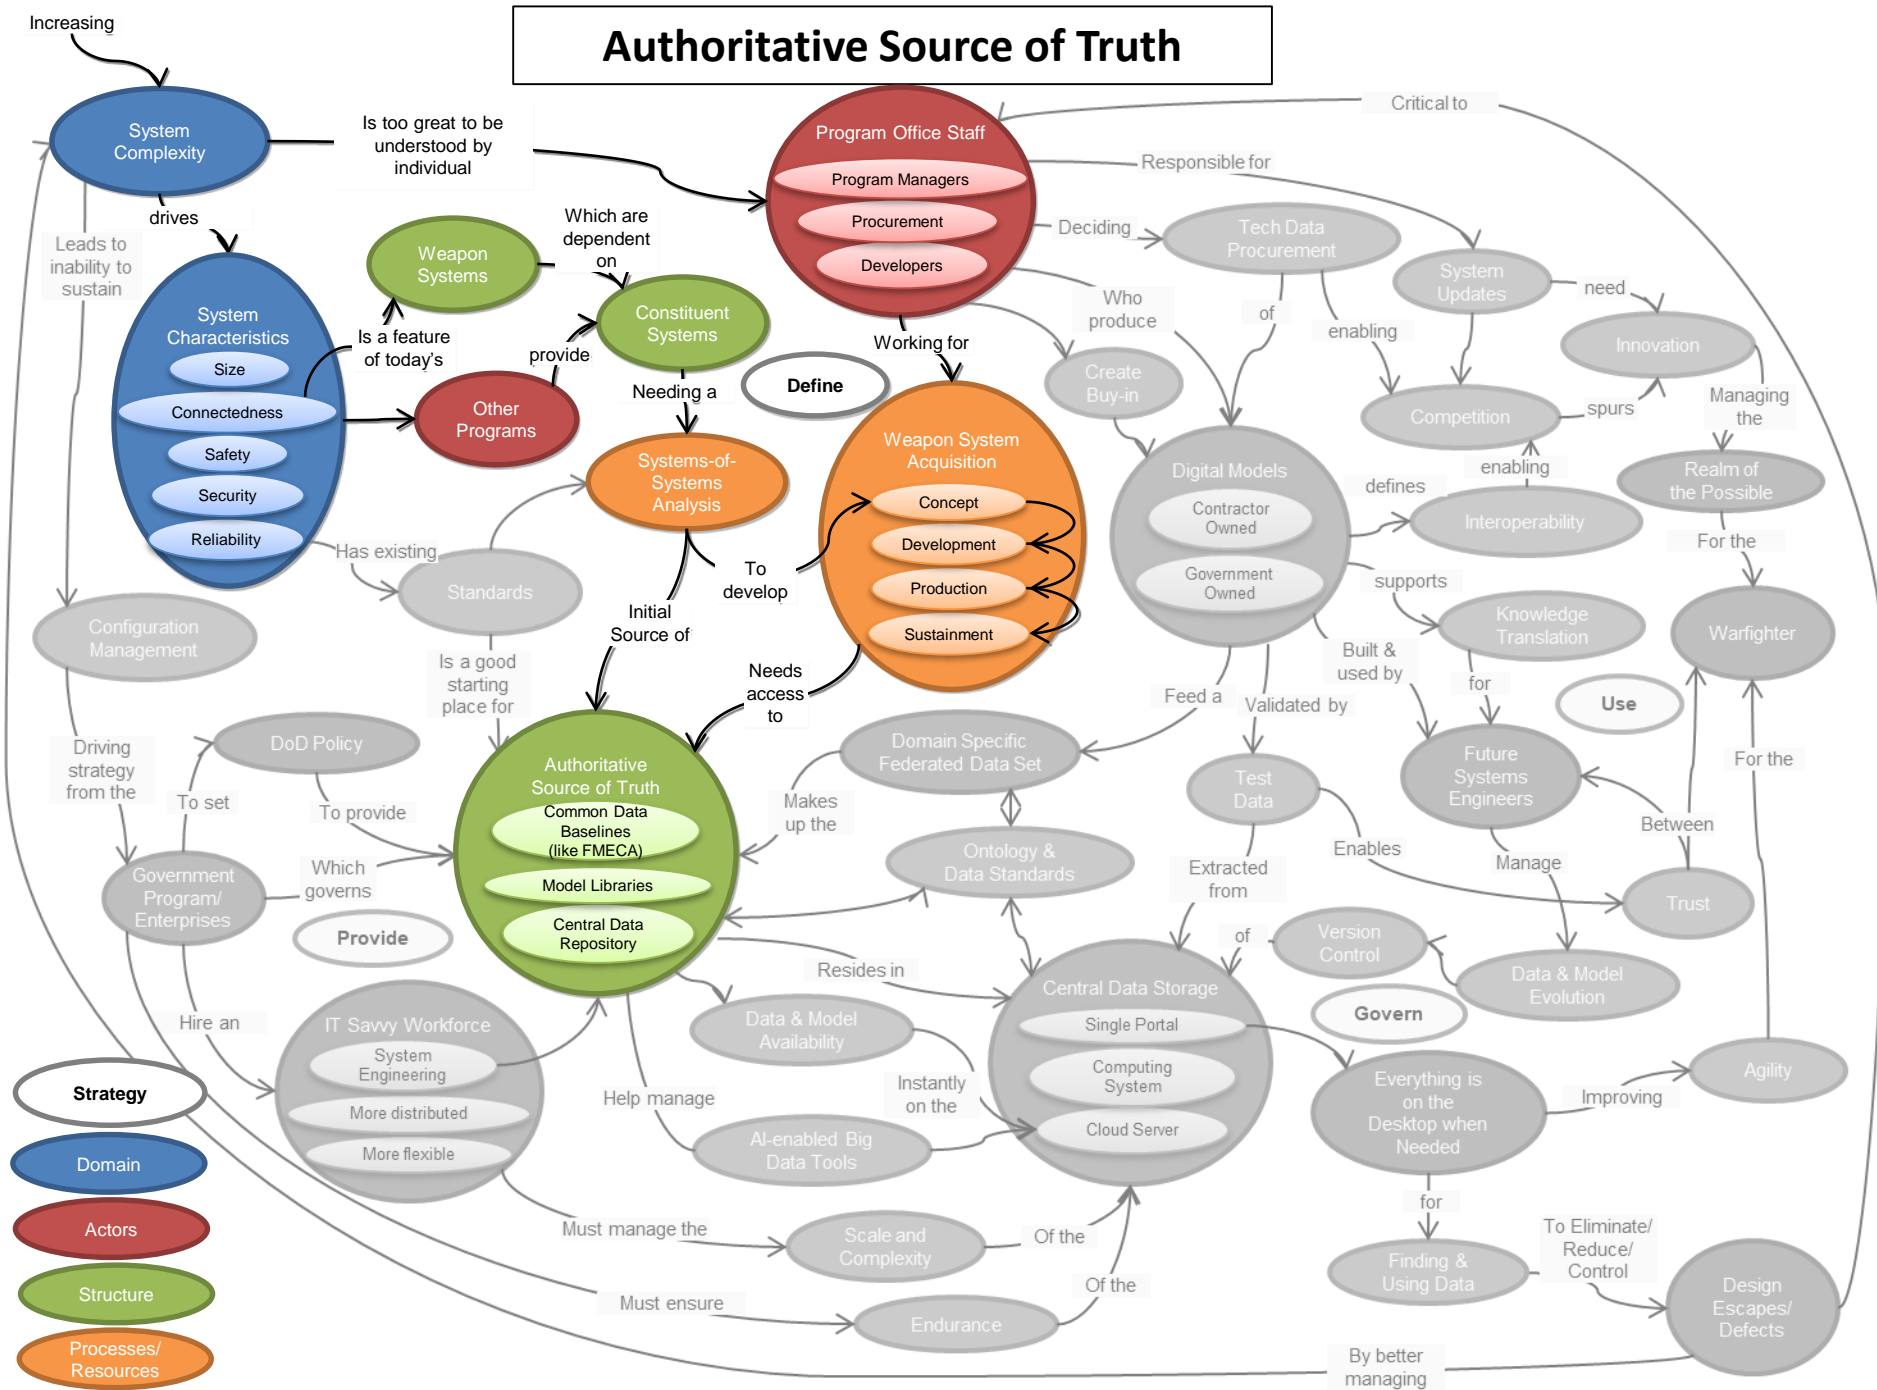 Authoritative Source of Truth
Increasing
System
Complexity
Is too great to be
understood by
individual
Program Office Staff
Program Managers
Procurement
Developers
Critical to
Responsible for
Deciding
Tech Data
Procurement
System
Updates
need
Innovation
drives
Leads to
inability to
sustain
Weapon
Systems
Which are
dependent
on
Constituent
Systems
System
Characteristics
Size
Connectedness
Safety
Security
Reliability
Is a feature
of today's
provide
Other
Programs
Needing a
Define
Working for
Who
produce
of
enabling
Create
Buy-in
Competition
spurs
Managing
the
Systems-of-
Systems
Analysis
Weapon System
Acquisition
Concept
Development
Production
Sustainment
Digital Models
Contractor
Owned
Government
Owned
defines
enabling
Interoperability
Realm of
the Possible
For the
Has existing
Standards
To
develop
Initial
Source of
supports
Knowledge
Translation
Warfighter
Configuration
Management
Is a good
starting
place for
Needs
access
to
Feed a
Validated by
Built &
used by
for
Use
Driving
strategy
from the
DoD Policy
To set
To provide
Authoritative
Source of Truth
Common Data
Baselines
(like FMECA)
Model Libraries
Central Data
Repository
Makes
up the
Domain Specific
Federated Data Set
Test
Data
Future
Systems
Engineers
For the
Between
Government
Program/
Enterprises
Which
governs
Provide
Ontology &
Data Standards
Extracted
from
Enables
Manage
Trust
Version
Control
of
Data & Model
Evolution
Govern
Hire an
IT Savvy Workforce
System
Engineering
More distributed
More flexible
Resides in
Data & Model
Availability
Central Data Storage
Single Portal
Computing
System
Cloud Server
Instantly
on the
Help manage
AI-enabled Big
Data Tools
Everything is
on the
Desktop when
Needed
Improving
Agility
Strategy
Domain
Actors
Structure
Processes/
Resources
Must manage the
Scale and
Complexity
Of the
for
Finding &
Using Data
To Eliminate/
Reduce/
Control
Design
Escapes/
Defects
Must ensure
Endurance
Of the
By better
managing